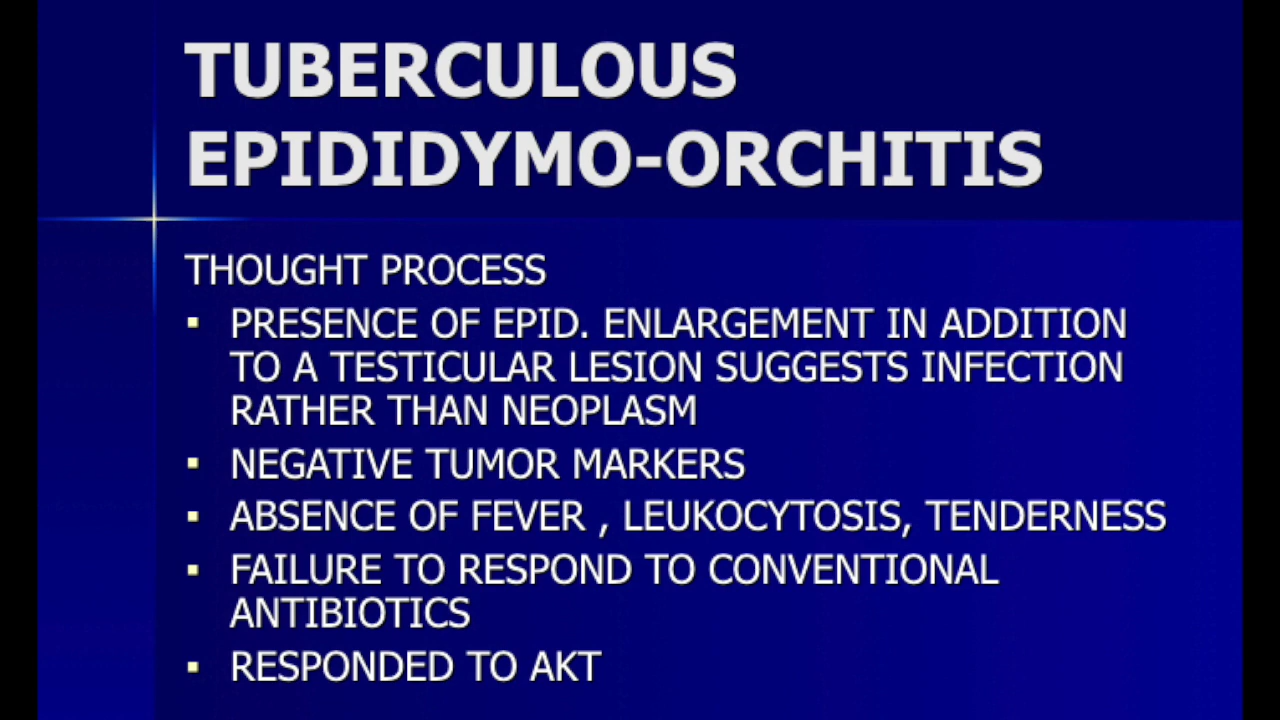 TUBERCULOUS
EPIDIDYMO-ORCHITIS
THOUGHT PROCESS
▪ PRESENCE OF EPID. ENLARGEMENT IN ADDITION
TO A TESTICULAR LESION SUGGESTS INFECTION
RATHER THAN NEOPLASM
▪ NEGATIVE TUMOR MARKERS
▪ ABSENCE OF FEVER , LEUKOCYTOSIS, TENDERNESS
▪ FAILURE TO RESPOND TO CONVENTIONAL
ANTIBIOTICS
▪ RESPONDED TO AKT